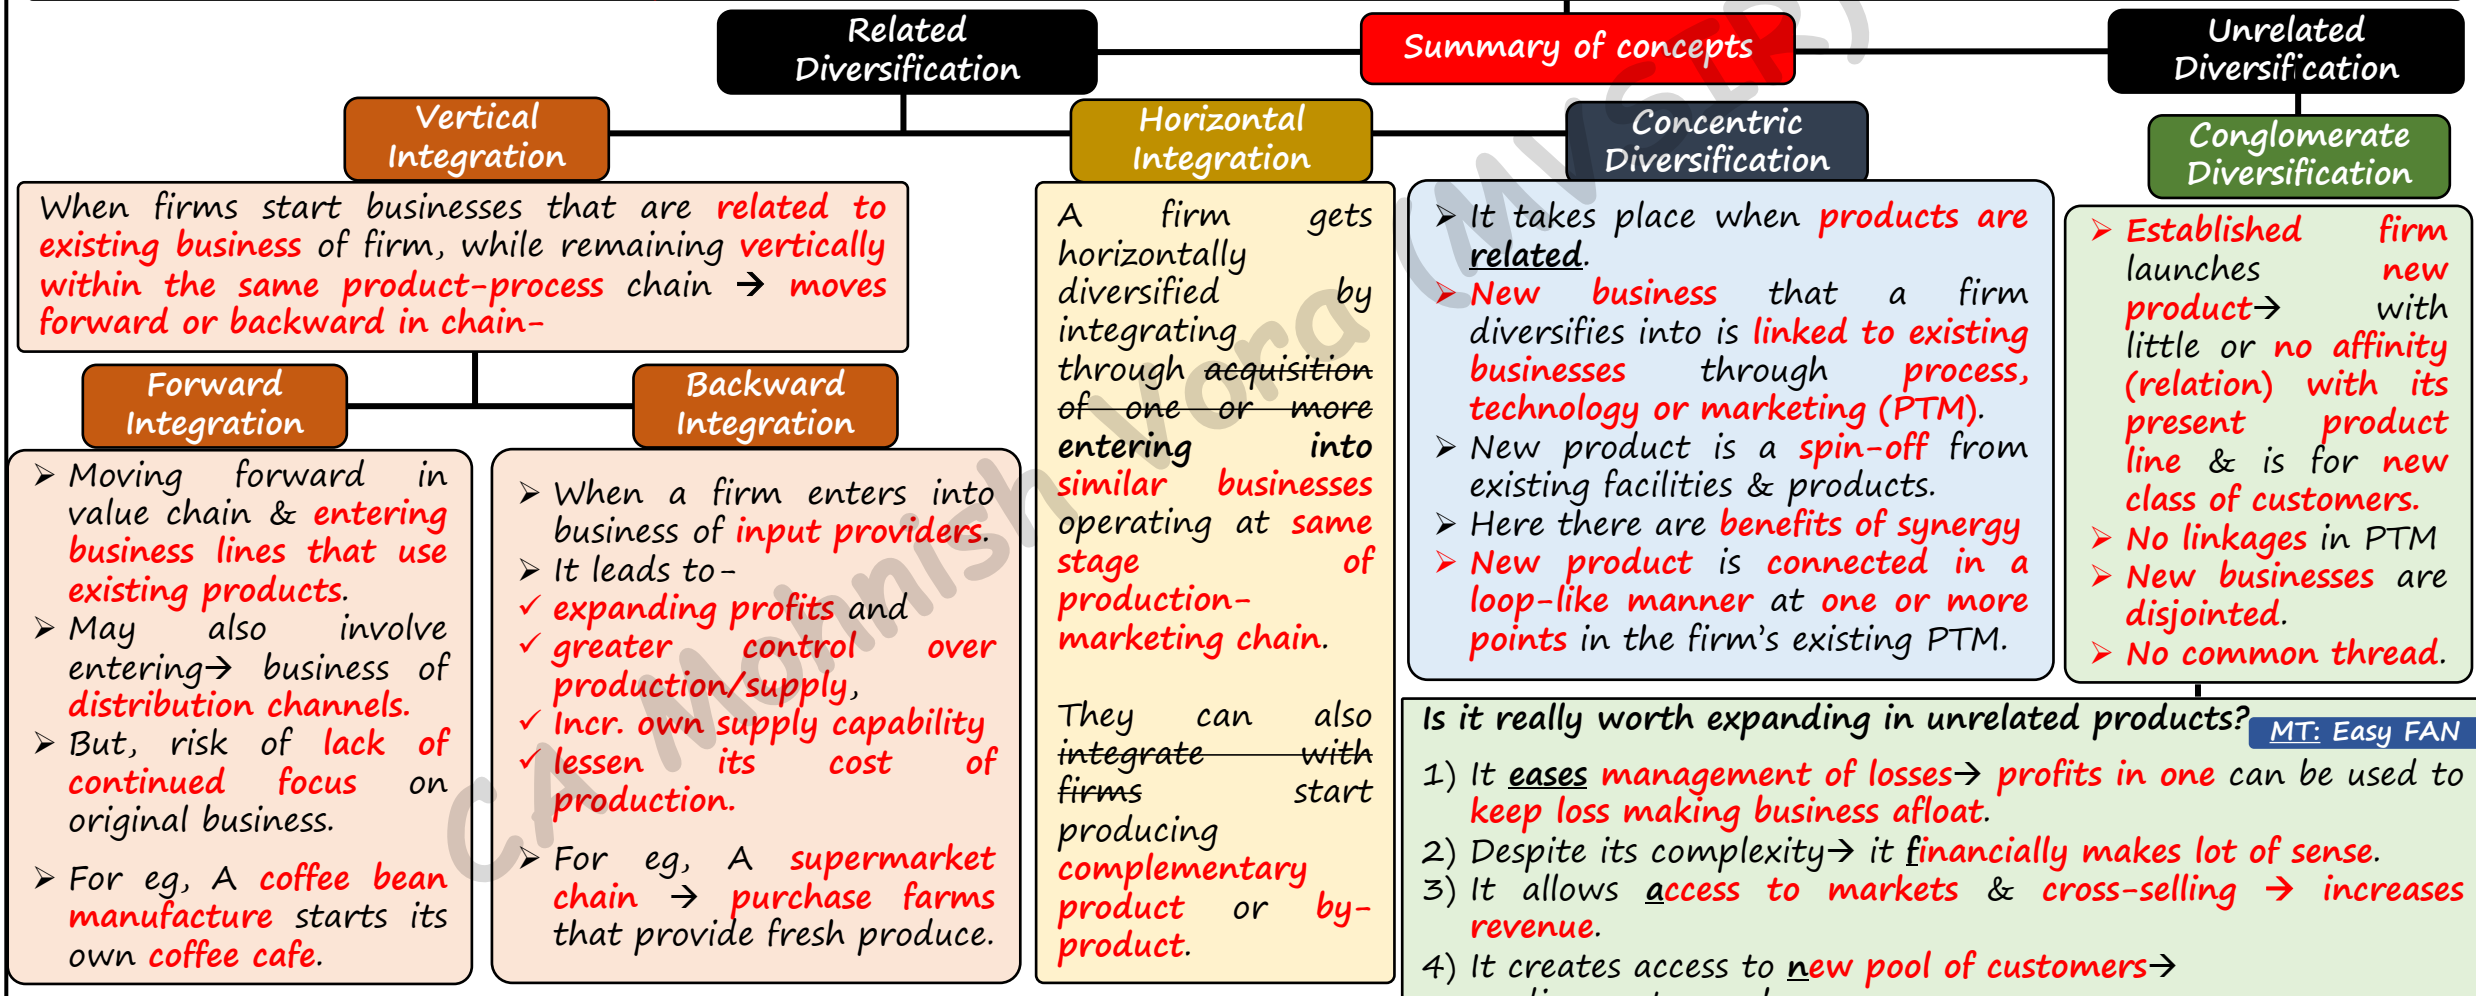 Related
Diversification
Summary of concepts
Unrelated
Diversification
Vertical
Integration
Horizontal
Integration
Concentric
Diversification
Conglomerate
Diversification
When firms start businesses that are related to
existing business of firm, while remaining vertically
within the same product-process chain → moves
forward or backward in chain-
Forward
Integration
Backward
Integration
➢ Moving forward in
value chain & entering
business lines that use
existing products.
➢ May also involve
entering→ business of
distribution channels.
➢ But, risk of lack of
continued focus on
original business.
➢ For eg, A coffee bean
manufacture starts its
own coffee cafe.
➢ When a firm enters into
business of input providers.
➢ It leads to-
✓ expanding profits and
✓ greater control over
production/supply,
✓ Incr. own supply capability
✓ lessen its cost of
production.
➢ For eg, A supermarket
chain → purchase farms
that provide fresh produce.
A firm gets
horizontally
diversified by
integrating
through acquisition
of one or more
entering into
similar businesses
operating at same
stage of
production-
marketing chain.
They can also
integrate with
firms start
producing
complementary
product or by-
product.
➢ It takes place when products are
related.
➢ New business that a firm
diversifies into is linked to existing
businesses through process,
technology or marketing (PTM).
➢ New product is a spin-off from
existing facilities & products.
➢ Here there are benefits of synergy
➢ New product is connected in a
loop-like manner at one or more
points in the firm's existing PTM.
➢ Established firm
launches new
product→ with
little or no affinity
(relation) with its
present product
line & is for new
class of customers.
➢ No linkages in PTM
➢ New businesses are
disjointed.
➢ No common thread.
Is it really worth expanding in unrelated products?
MT: Easy FAN
1) It eases management of losses→ profits in one can be used to
keep loss making business afloat.
2) Despite its complexity→ it financially makes lot of sense.
3) It allows access to markets & cross-selling → increases
revenue.
4) It creates access to new pool of customers→
CA Mohnish Vora (MVSIR)